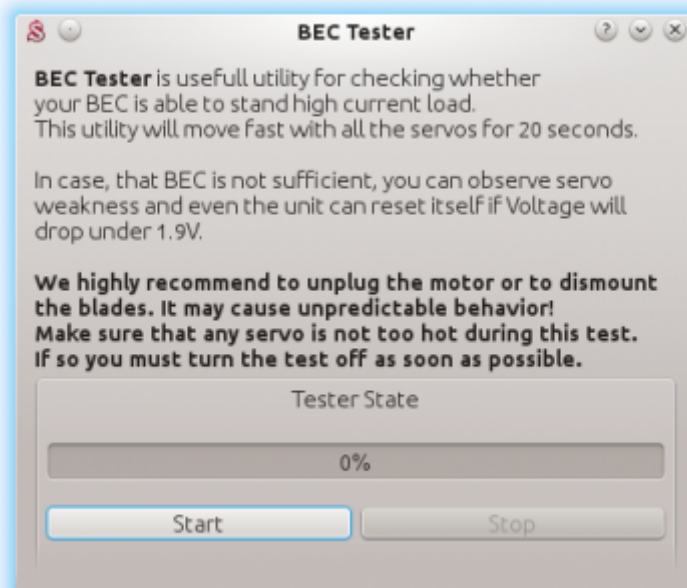 BEC Tester
BEC Tester is usefull utility for checking whether
your BEC is able to stand high current load.
This utility will move fast with all the servos for 20 seconds.
In case, that BEC is not sufficient, you can observe servo
weakness and even the unit can reset itself if Voltage will
drop under 1.9V.
We highly recommend to unplug the motor or to dismount
the blades. It may cause unpredictable behavior!
Make sure that any servo is not too hot during this test.
If so you must turn the test off as soon as possible.
Tester State
0%
Start
Stop